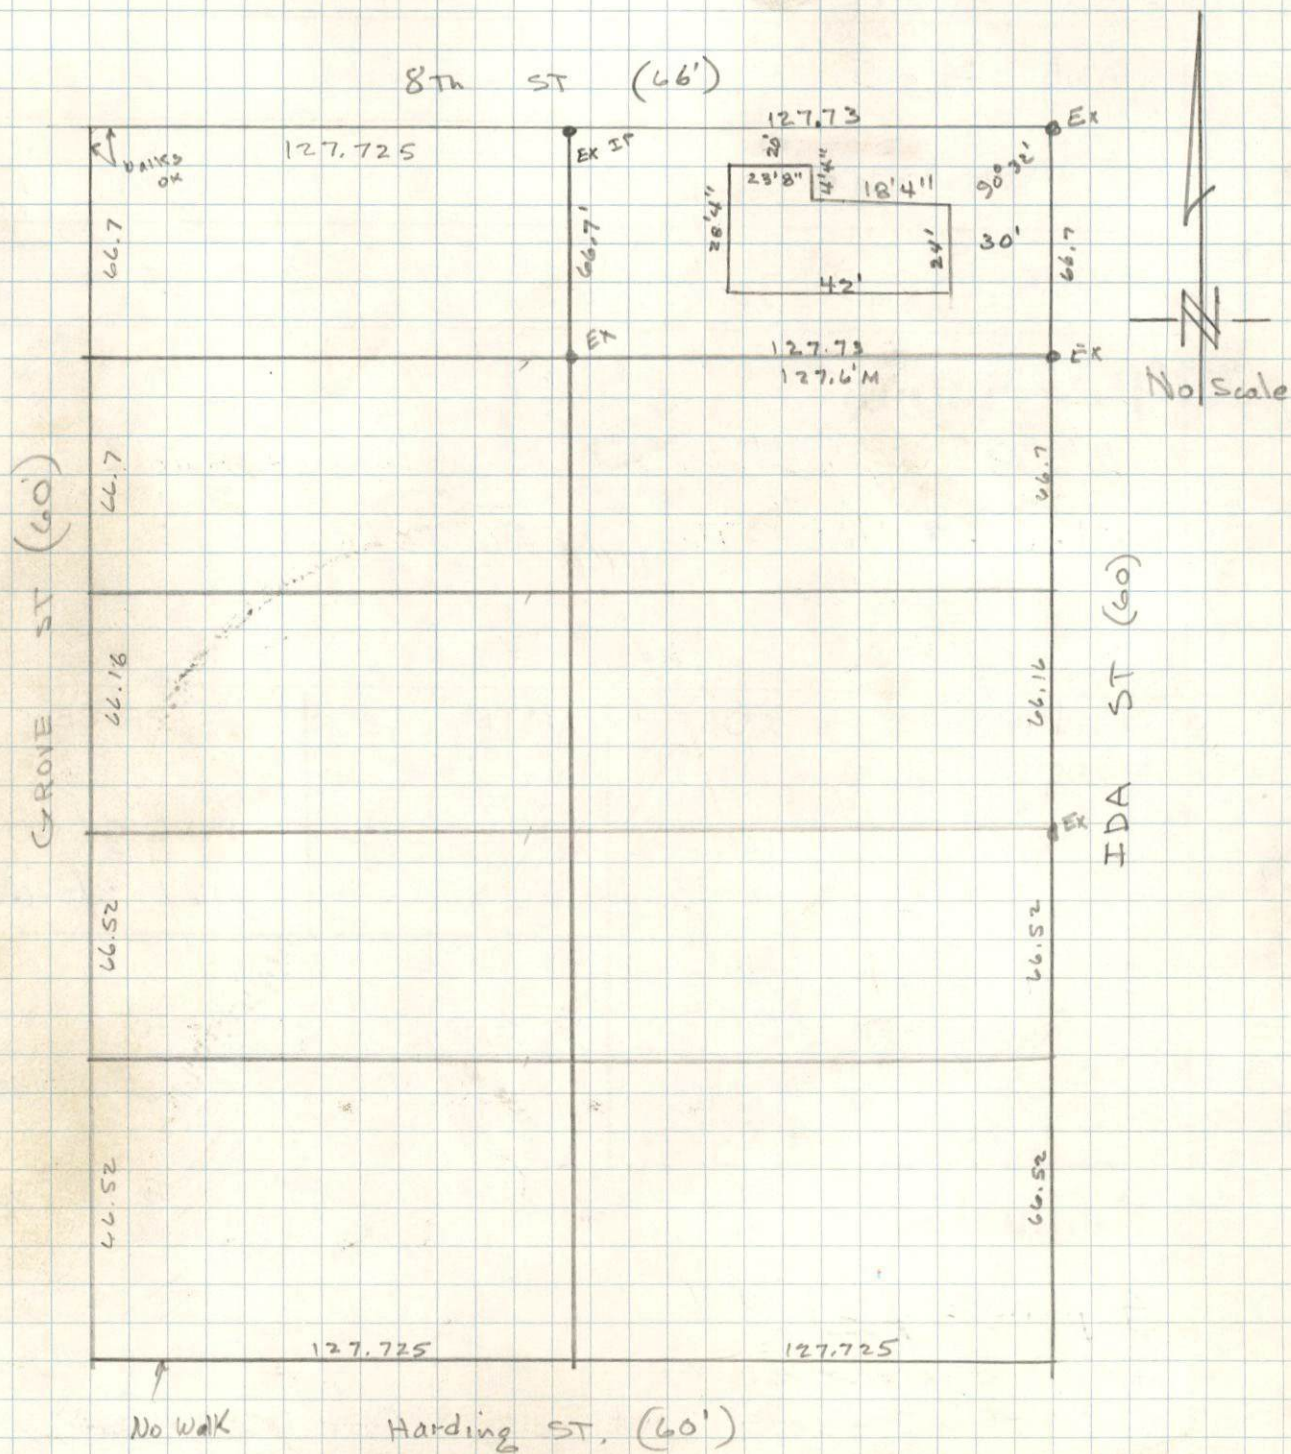 8Th ST (66')
127.725
127.73
Ex
Ex IP
walks
ok
20'
23'8"
4'4"
18'4"
90° 32'
28'4"
24'
30'
42'
66.7
66.7'
66.7
Ex
127.73
127.6'M
Ex
N
No Scale
66.7
66.7
GROVE ST (60')
IDA ST (60)
66.16
66.16
Ex
66.52
66.52
66.52
66.52
127.725
127.725
No Walk
Harding ST. (60')